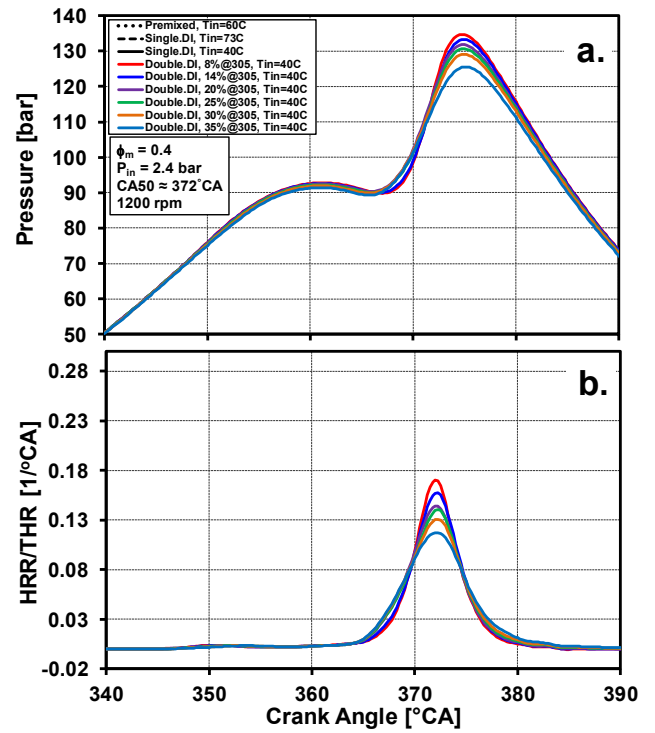 140
130
120
110
100
90
80
70
60
50
Pressure [bar]
Premixed, Tin=60C
Single.DI, Tin=73C
Single.DI, Tin=40C
Double.DI, 8%@305, Tin=40C
Double.DI, 14%@305, Tin=40C
Double.DI, 20%@305, Tin=40C
Double.DI, 25%@305, Tin=40C
Double.DI, 30%@305, Tin=40C
Double.DI, 35%@305, Tin=40C
ϕm = 0.4
Pin = 2.4 bar
CA50 ≈ 372˚CA
1200 rpm
a.
0.28
0.23
0.18
0.13
0.08
0.03
-0.02
HRR/THR [1/°CA]
b.
340 350 360 370 380 390
Crank Angle [°CA]